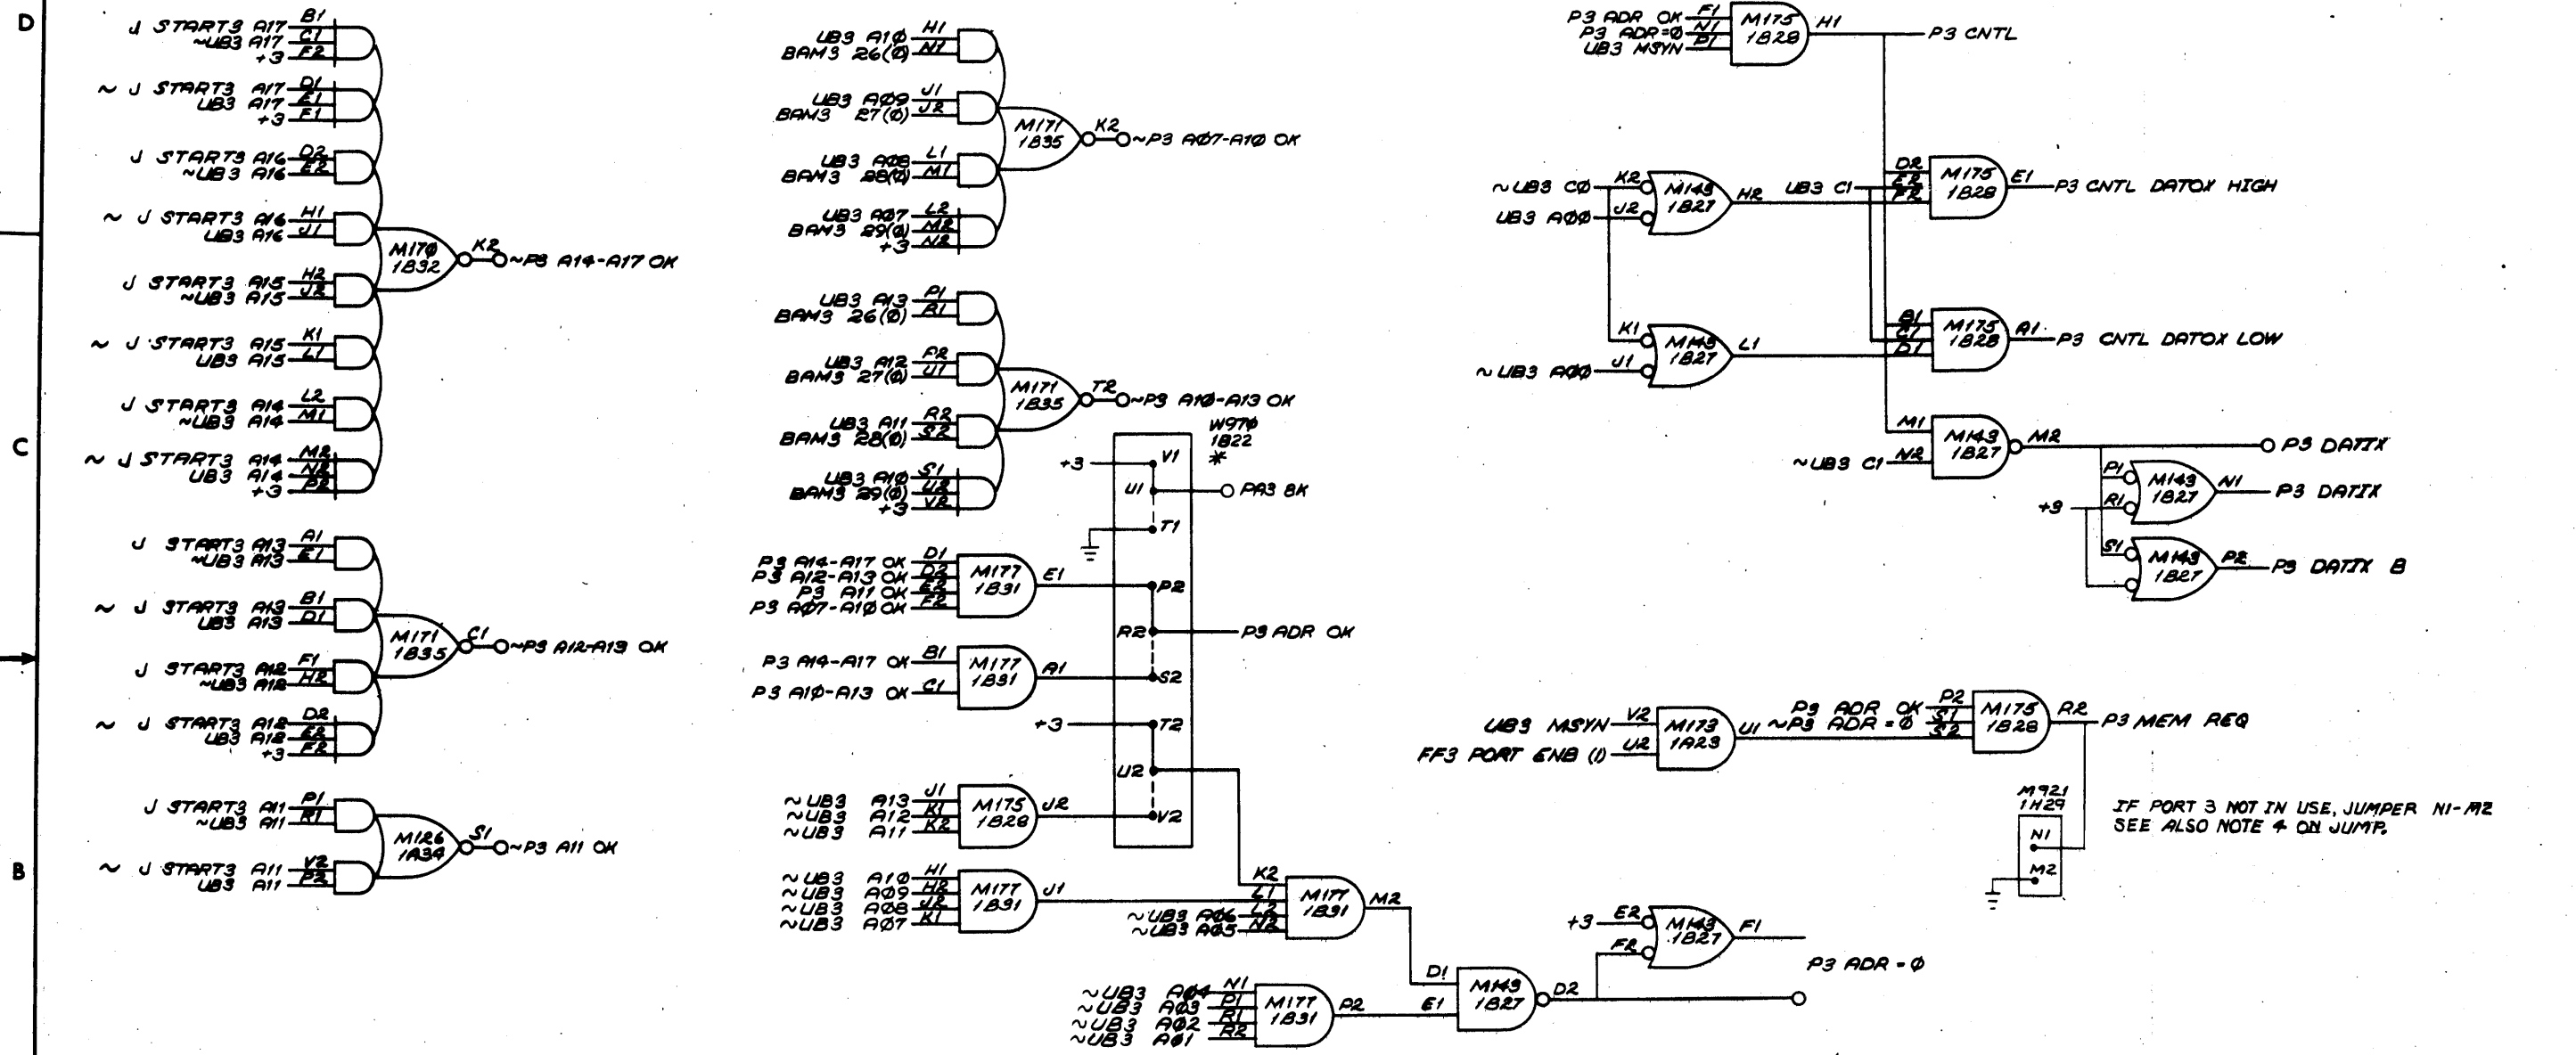 D
J START3 A17 B1
~UB3 A17 C1
+3 F2
~ J START3 A17 D1
UB3 A17 E1
+3 F1
J START3 A16 D2
~UB3 A16 E2
~ J START3 A16 H1
UB3 A16 J1
M170
1B32
K2
~P3 A14-A17 OK
J START3 A15 H2
~UB3 A15 J2
~ J START3 A15 K1
UB3 A15 L1
J START3 A14 L2
~UB3 A14 M1
~ J START3 A14 M2
UB3 A14 N2
+3 P2
C
J START3 A13 A1
~UB3 A13 E1
~ J START3 A13 B1
UB3 A13 D1
M171
1B35
C1
~P3 A12-A13 OK
J START3 A12 F1
~UB3 A12 H2
~ J START3 A12 D2
UB3 A12 E2
+3 F2
J START3 A11 P1
~UB3 A11 R1
M126
1A34
S1
~P3 A11 OK
~ J START3 A11 V2
UB3 A11 P2
B
UB3 A10 H1
BAM3 26(0) N1
UB3 A09 J1
BAM3 27(0) J2
M171
1B35
K2
~P3 A07-A10 OK
UB3 A08 L1
BAM3 28(0) M1
UB3 A07 L2
BAM3 29(0) M2
+3 N2
UB3 A13 P1
BAM3 26(0) R1
UB3 A12 F2
BAM3 27(0) U1
M171
1B35
T2
~P3 A10-A13 OK
UB3 A11 R2
BAM3 28(0) S2
UB3 A10 S1
BAM3 29(0) U2
+3 V2
W970
1B22
*
+3 V1
U1 PA3 8K
T1
P3 A14-A17 OK D1
P3 A12-A13 OK D2
P3 A11 OK E2
P3 A07-A10 OK F2
M177
1B31
E1
P2
R2 P3 ADR OK
P3 A14-A17 OK B1
P3 A10-A13 OK C1
M177
1B31
A1
S2
+3 T2
U2
~UB3 A13 J1
~UB3 A12 K1
~UB3 A11 K2
M175
1B28
J2
V2
~UB3 A10 H1
~UB3 A09 H2
~UB3 A08 J2
~UB3 A07 K1
M177
1B31
J1
K2
L1
~UB3 A06 L2
~UB3 A05 N2
M177
1B31
M2
~UB3 A04 N1
~UB3 A03 P1
~UB3 A02 R1
~UB3 A01 R2
M177
1B31
P2
D1
E1
M143
1B27
D2
+3 E2
F2
M143
1B27
F1
P3 ADR = 0
P3 ADR OK F1
P3 ADR=0 N1
UB3 MSYN P1
M175
1B28
H1
P3 CNTL
~UB3 C0 K2
UB3 A00 J2
M143
1B27
H2
UB3 C1
D2
E2
F2
M175
1B28
E1
P3 CNTL DATOX HIGH
K1
~UB3 A00 J1
M143
1B27
L1
B1
C1
D1
M175
1B28
A1
P3 CNTL DATOX LOW
M1
~UB3 C1 N2
M143
1B27
M2
P3 DATIX
P1
+3 R1
M143
1B27
N1
P3 DATIX
S1
M143
1B27
P2
P3 DATIX B
UB3 MSYN V2
FF3 PORT ENB (1) U2
M173
1A23
U1
P3 ADR OK P2
~P3 ADR = 0 S1
S2
M175
1B28
R2
P3 MEM REQ
M921
1H29
N1
M2
IF PORT 3 NOT IN USE, JUMPER N1-M2
SEE ALSO NOTE 4 ON JUMP.